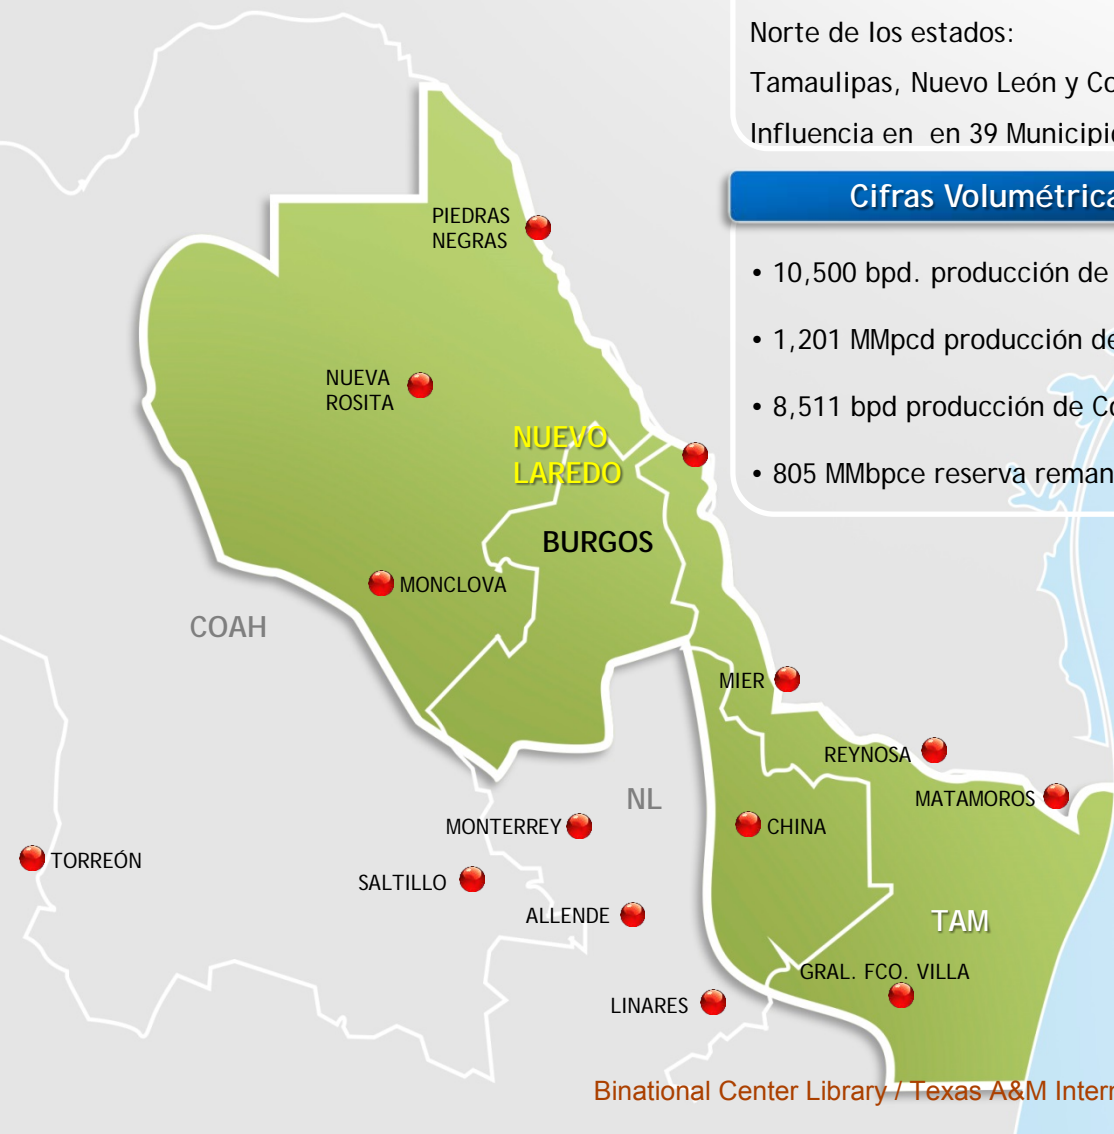 Norte de los estados:
Tamaulipas, Nuevo León y Co
Influencia en en 39 Municipi
Cifras Volumétrica
• 10,500 bpd. producción de
• 1,201 MMpcd producción de
• 8,511 bpd producción de Co
• 805 MMbpce reserva reman
PIEDRAS
NEGRAS
NUEVA
ROSITA
NUEVO
LAREDO
BURGOS
MONCLOVA
COAH
MIER
REYNOSA
MATAMOROS
NL
MONTERREY
CHINA
TORREÓN
SALTILLO
ALLENDE
TAM
GRAL. FCO. VILLA
LINARES
Binational Center Library / Texas A&M Intern